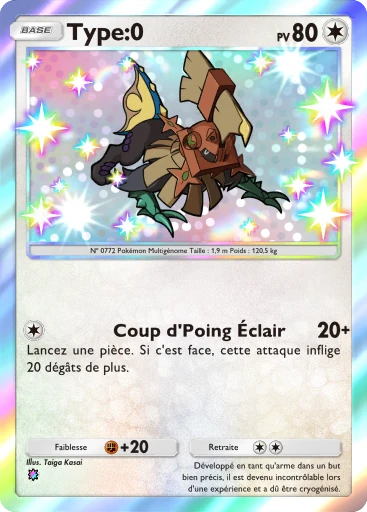 BASE Type:0 PV 80
N° 0772 Pokémon Multigénome Taille : 1,9 m Poids : 120,5 kg
Coup d'Poing Éclair 20+
Lancez une pièce. Si c'est face, cette attaque inflige
20 dégâts de plus.
Faiblesse +20 Retraite
Illus. Taiga Kasai
Développé en tant qu'arme dans un but
bien précis, il est devenu incontrôlable lors
d'une expérience et a dû être cryogénisé.